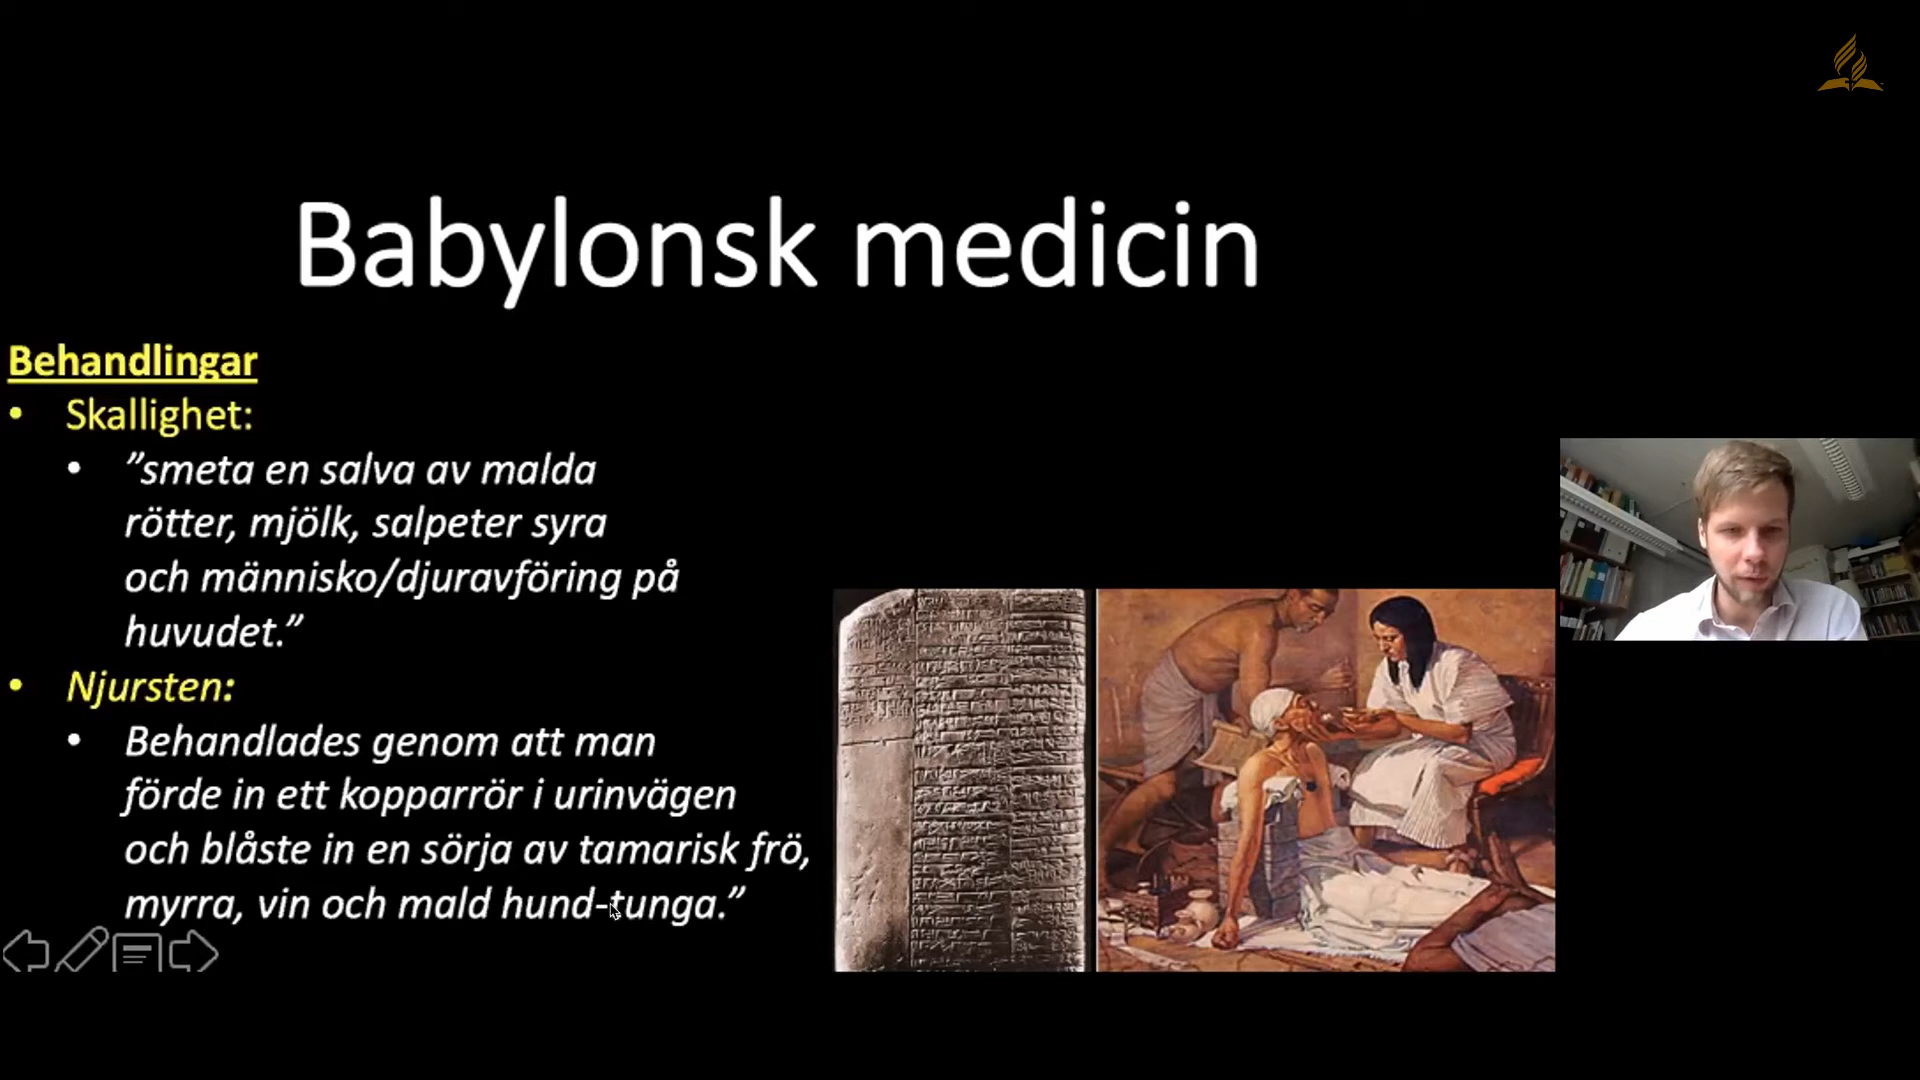 Babylonsk medicin
Behandlingar
• Skallighet:
• ”smeta en salva av malda
rötter, mjölk, salpeter syra
och människo/djuravföring på
huvudet.”
• Njursten:
• Behandlades genom att man
förde in ett kopparrör i urinvägen
och blåste in en sörja av tamarisk frö,
myrra, vin och mald hund-tunga.”